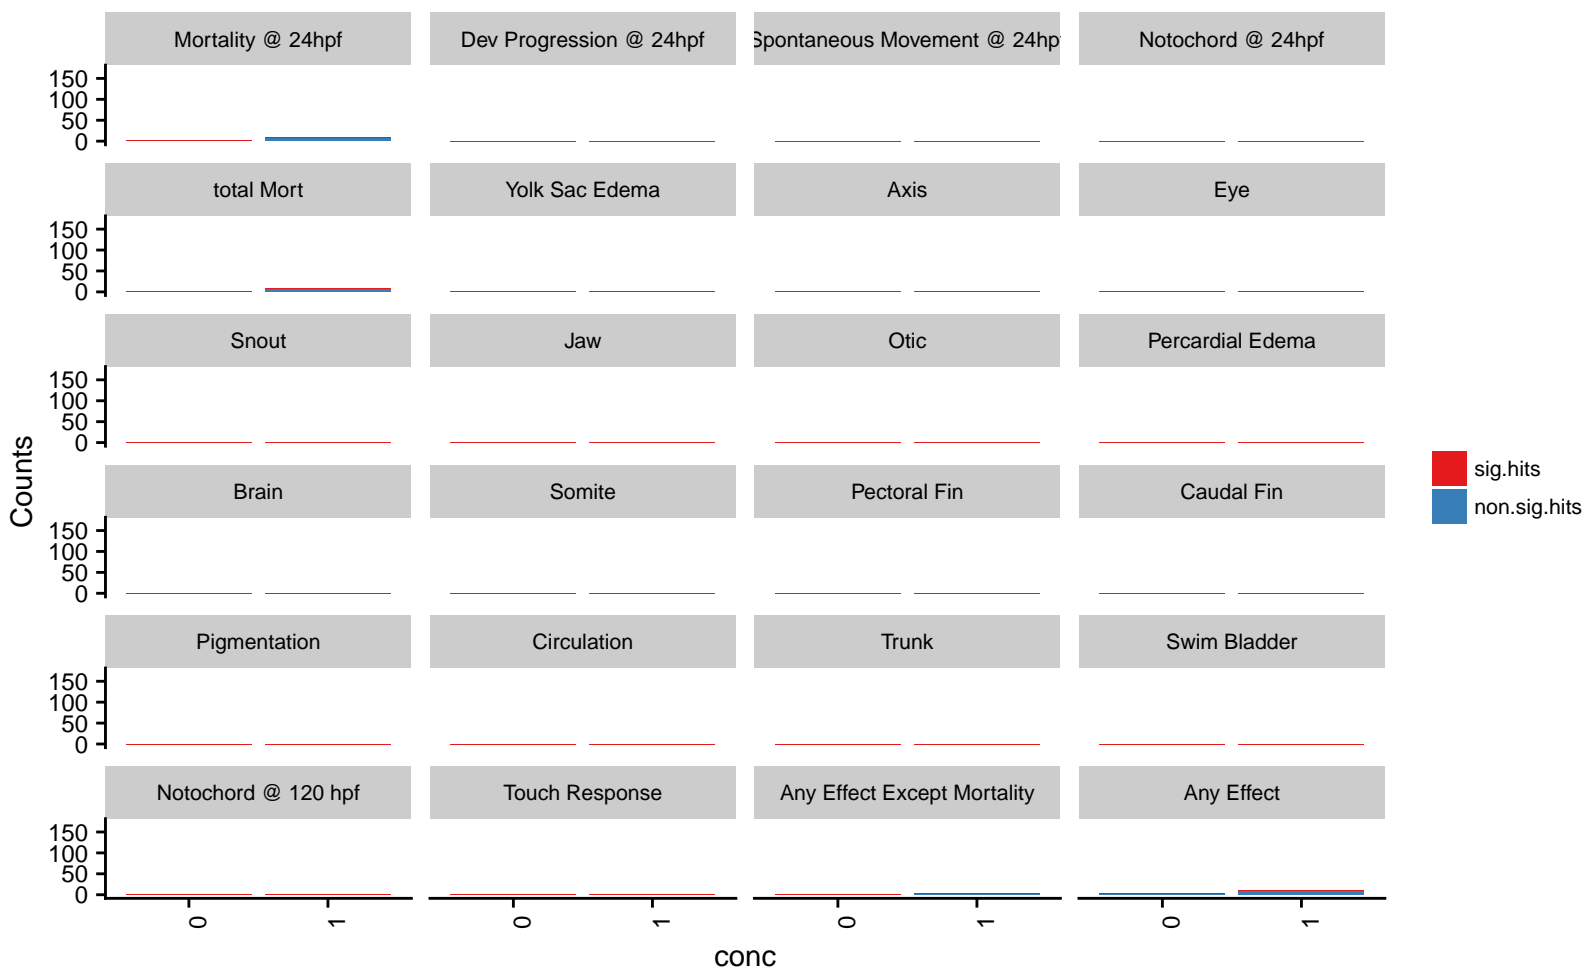 Mortality @ 24hpf
Dev Progression @ 24hpf
Spontaneous Movement @ 24hp
Notochord @ 24hpf
150
100
50
0
total Mort
Yolk Sac Edema
Axis
Eye
150
100
50
0
Snout
Jaw
Otic
Percardial Edema
150
100
50
0
Brain
Somite
Pectoral Fin
Caudal Fin
150
100
50
0
Pigmentation
Circulation
Trunk
Swim Bladder
150
100
50
0
Notochord @ 120 hpf
Touch Response
Any Effect Except Mortality
Any Effect
150
100
50
0
0
1
0
1
0
1
0
1
conc
Counts
sig.hits
non.sig.hits